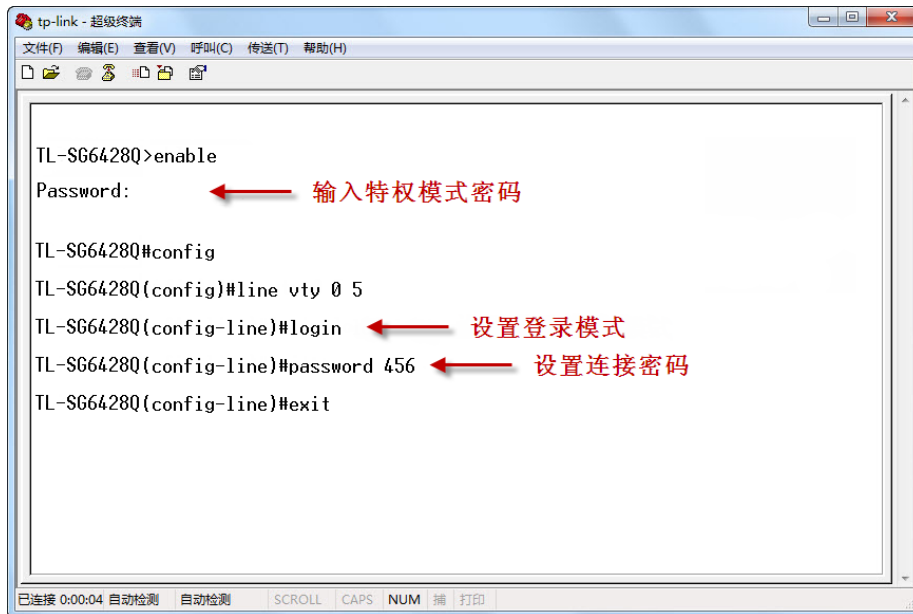 tp-link - 超级终端
文件(F) 编辑(E) 查看(V) 呼叫(C) 传送(T) 帮助(H)
TL-SG6428Q>enable
Password: 输入特权模式密码
TL-SG6428Q#config
TL-SG6428Q(config)#line vty 0 5
TL-SG6428Q(config-line)#login 设置登录模式
TL-SG6428Q(config-line)#password 456 设置连接密码
TL-SG6428Q(config-line)#exit
已连接 0:00:04 自动检测 自动检测 SCROLL CAPS NUM 捕 打印